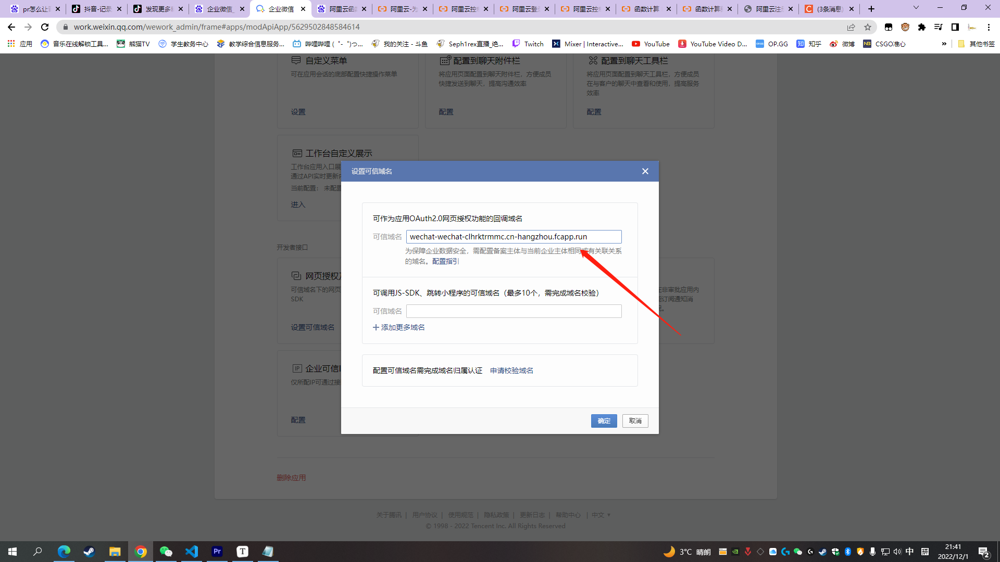 pr怎么让
抖音-记录
发现更多
企业微信_
企业微信
阿里云函
阿里云-为
阿里云控
阿里云登
阿里云控
函数计算
函数计算
阿里云注
(3条消息)
work.weixin.qq.com/wework_admin/frame#apps/modApiApp/5629502848584614
应用
音乐在线解锁工具...
熊猫TV
学生教务中心
教学综合信息服务...
哔哩哔哩 (゜-゜)つ...
我的关注 - 斗鱼
Seph1rex直播_绝...
Twitch
Mixer | Interactive...
YouTube
YouTube Video D...
OP.GG
知乎
微博
CSGO准心
»
其他书签
自定义菜单
可在应用会话的底部配置快捷操作菜单
设置
配置到聊天附件栏
将应用页面配置到聊天附件栏，方便成员
快捷发送到聊天，提高沟通效率
配置
配置到聊天工具栏
将应用页面配置到聊天工具栏，方便成员
在与客户的聊天中查看和使用，提高服务
效率
配置
工作台自定义展示
工作台应用入口展
通过API实时更新
当前配置： 未配置
进入
设置可信域名
可作为应用OAuth2.0网页授权功能的回调域名
可信域名
wechat-wechat-clhrktrmmc.cn-hangzhou.fcapp.run
为保障企业数据安全，需配置备案主体与当前企业主体相同或有关联关系
的域名。配置指引
可调用JS-SDK、跳转小程序的可信域名（最多10个，需完成域名校验）
可信域名
添加更多域名
配置可信域名需完成域名归属认证 申请校验域名
确定
取消
开发者接口
网页授权及
可信域名下的网页
SDK
设置可信域名
在非审批应用内
能订阅通知消
况。
IP
企业可信I
仅所配IP可通过接
配置
删除应用
关于腾讯 | 用户协议 | 使用规范 | 隐私政策 | 更新日志 | 帮助中心 | 中文 ▼
© 1998 - 2022 Tencent Inc. All Rights Reserved
Pr
T
3°C 晴朗
中
拼
21:41
2022/12/1
2